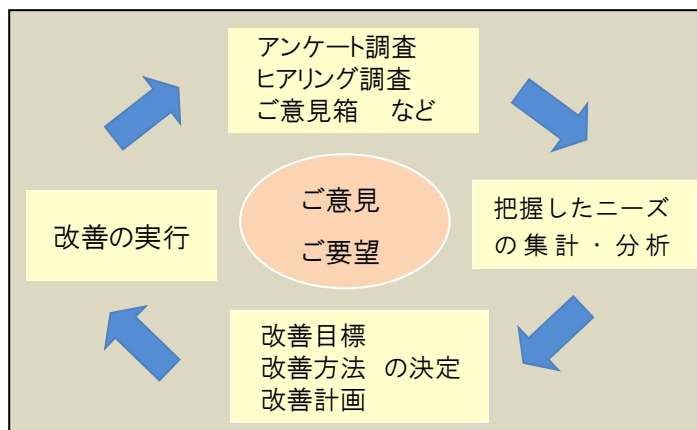 アンケート調査
ヒアリング調査
ご意見箱　など
ご意見
ご要望
改善の実行
把握したニーズ
の集計・分析
改善目標
改善方法　の決定
改善計画